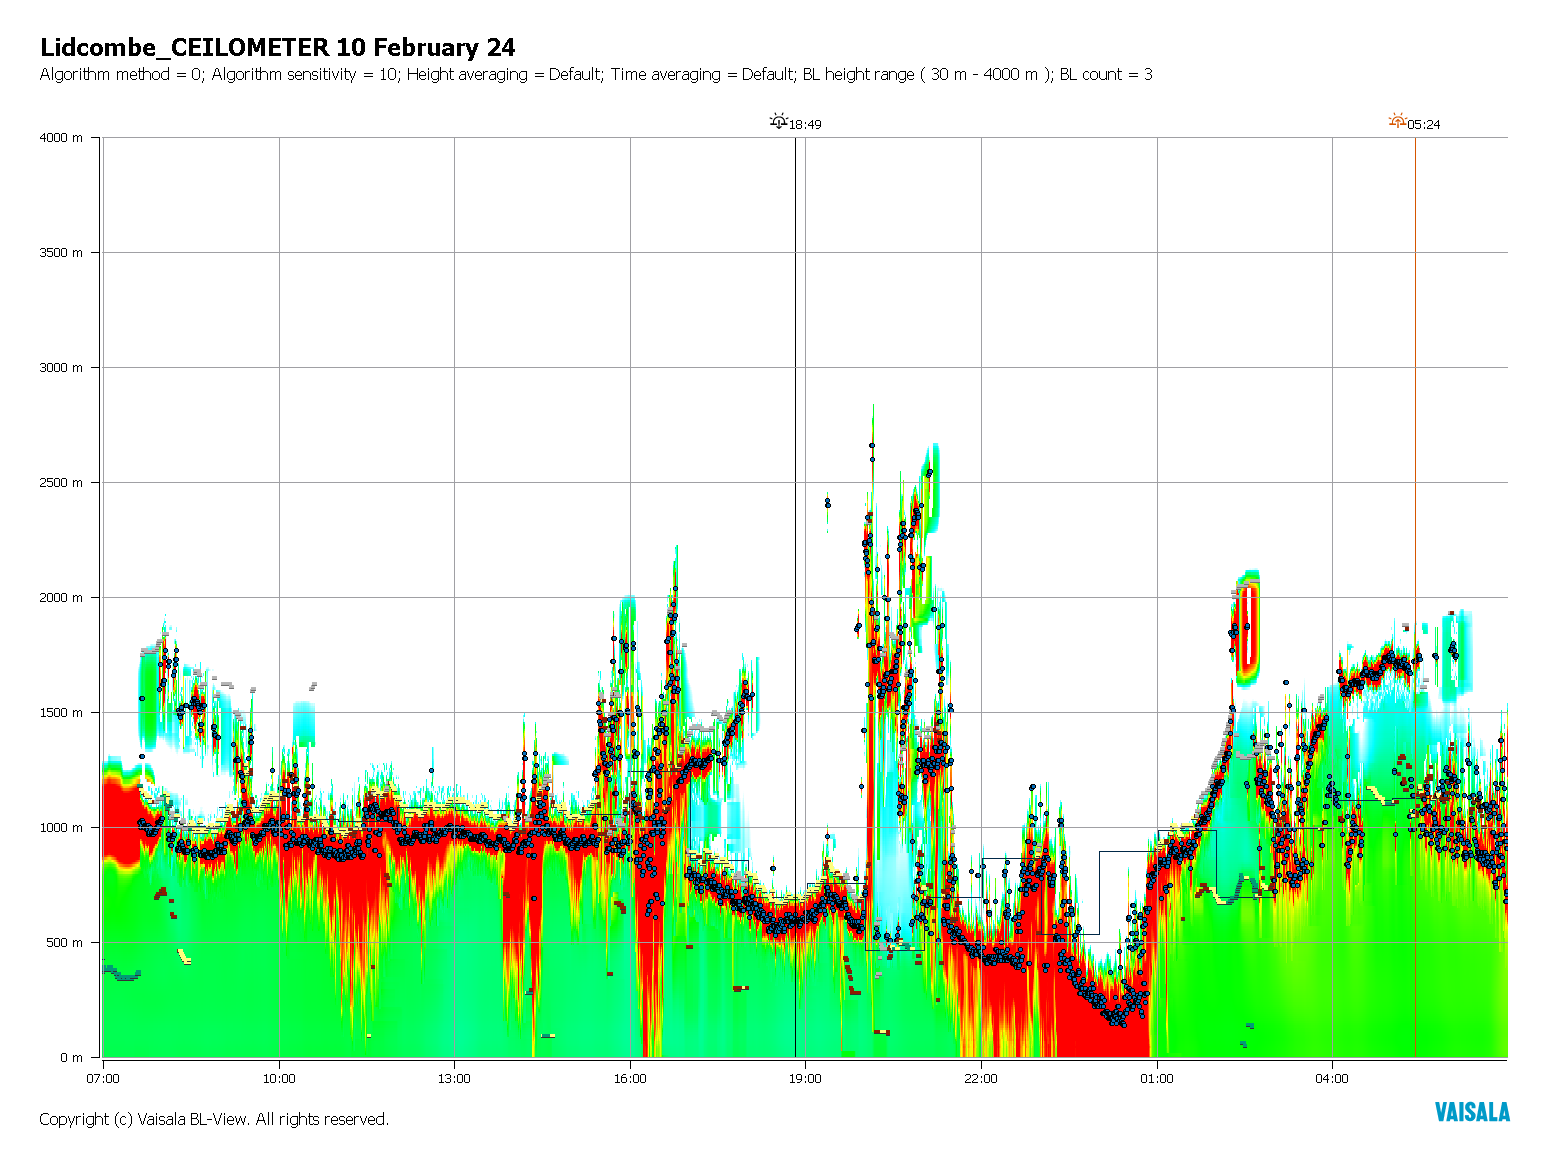 Lidcombe_CEILOMETER 10 February 24
Algorithm method = 0; Algorithm sensitivity = 10; Height averaging = Default; Time averaging = Default; BL height range ( 30 m - 4000 m ); BL count = 3
18:49 05:24
4000 m
3500 m
3000 m
2500 m
2000 m
1500 m
1000 m
500 m
0 m
07:00 10:00 13:00 16:00 19:00 22:00 01:00 04:00
Copyright (c) Vaisala BL-View. All rights reserved.
VAISALA